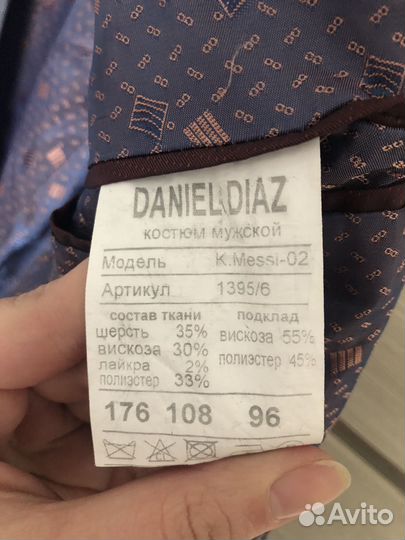 DANIEL DIAZ
КОСТЮМ МУЖСКОЙ
Модель K.Messi-02
Артикул 1395/6
СОСТАВ ТКАНИ ПОДКЛАД
шерсть 35% вискоза 55%
вискоза 30% полиэстер 45%
лайкра 2%
полиэстер 33%
176 108 96
CL
Avito